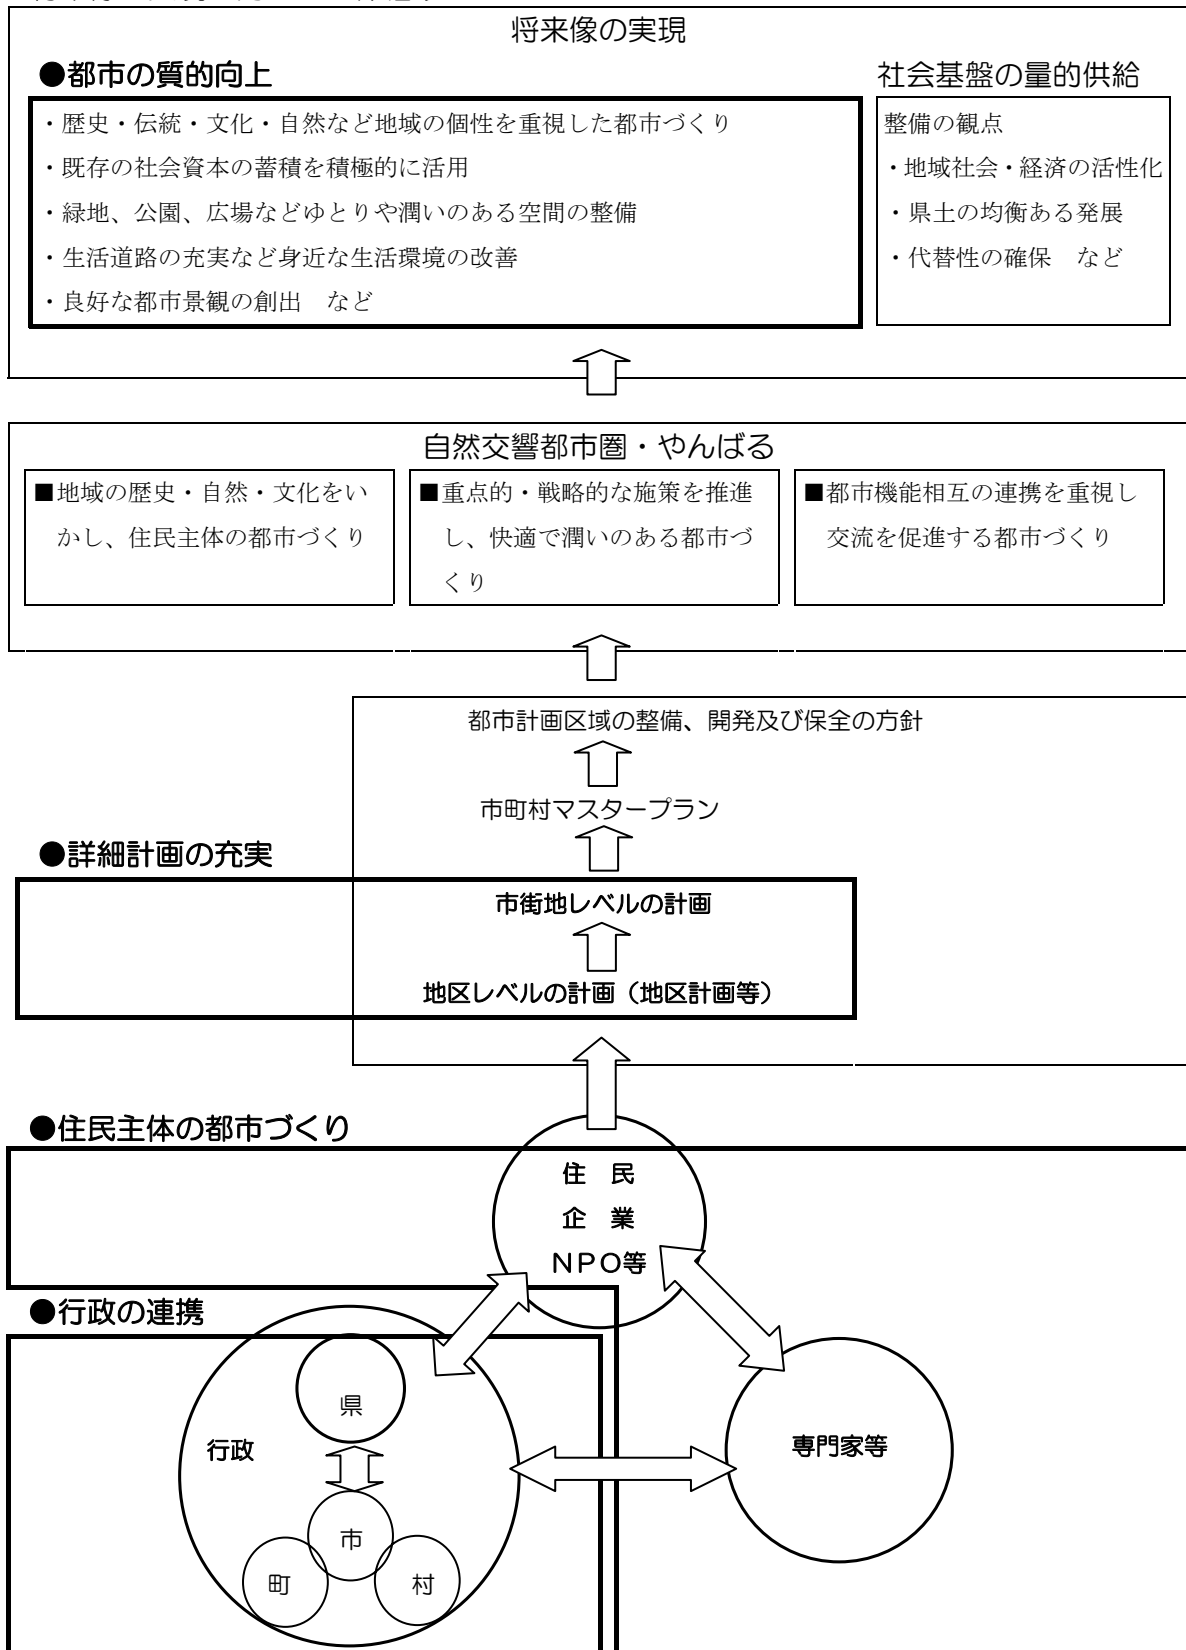 将来像の実現
●都市の質的向上
社会基盤の量的供給
・歴史・伝統・文化・自然など地域の個性を重視した都市づくり
・既存の社会資本の蓄積を積極的に活用
・緑地、公園、広場などゆとりや潤いのある空間の整備
・生活道路の充実など身近な生活環境の改善
・良好な都市景観の創出　など
整備の観点
・地域社会・経済の活性化
・県土の均衡ある発展
・代替性の確保　など
自然交響都市圏・やんばる
■地域の歴史・自然・文化をい
かし、住民主体の都市づくり
■重点的・戦略的な施策を推進
し、快適で潤いのある都市づ
くり
■都市機能相互の連携を重視し
交流を促進する都市づくり
都市計画区域の整備、開発及び保全の方針
市町村マスタープラン
●詳細計画の充実
市街地レベルの計画
地区レベルの計画（地区計画等）
●住民主体の都市づくり
住　民
企　業
ＮＰＯ等
●行政の連携
県
行政
市
町
村
専門家等